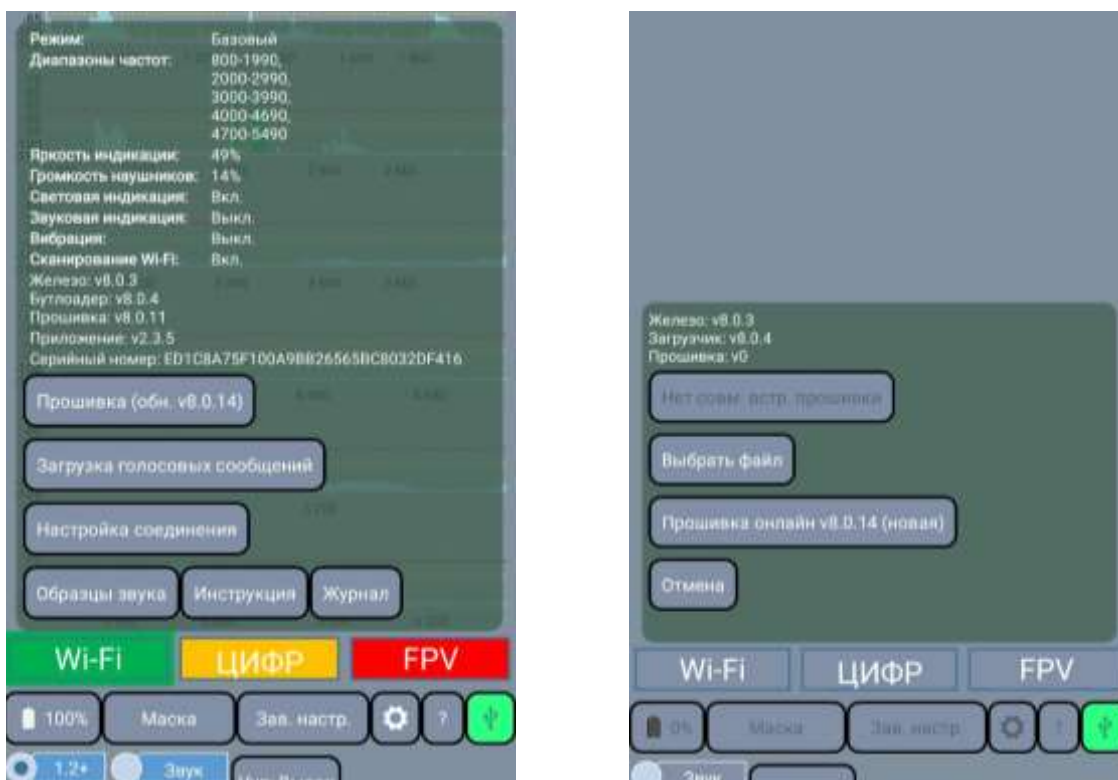 Режим: Базовый
Диапазоны частот: 800-1990,
2000-2990,
3000-3990,
4000-4690,
4700-5490
Яркость индикации: 49%
Громкость наушников: 14%
Световая индикация: Вкл.
Звуковая индикация: Выкл.
Вибрация: Выкл.
Сканирование Wi-Fi: Вкл.
Железо: v8.0.3
Бутлоадер: v8.0.4
Прошивка: v8.0.11
Приложение: v2.3.5
Серийный номер:
Прошивка (обн. v8.0.14)
Загрузка голосовых сообщений
Настройка соединения
Образцы звука Инструкция Журнал
Wi-Fi ЦИФР FPV
100% Маска Зав. настр. ?
1.2+ Звук
Железо: v8.0.3
Загрузчик: v8.0.4
Прошивка: v0
Нет совм. встр. прошивки
Выбрать файл
Прошивка онлайн v8.0.14 (новая)
Отмена
Wi-Fi ЦИФР FPV
0% Маска Зав. настр.
Звук